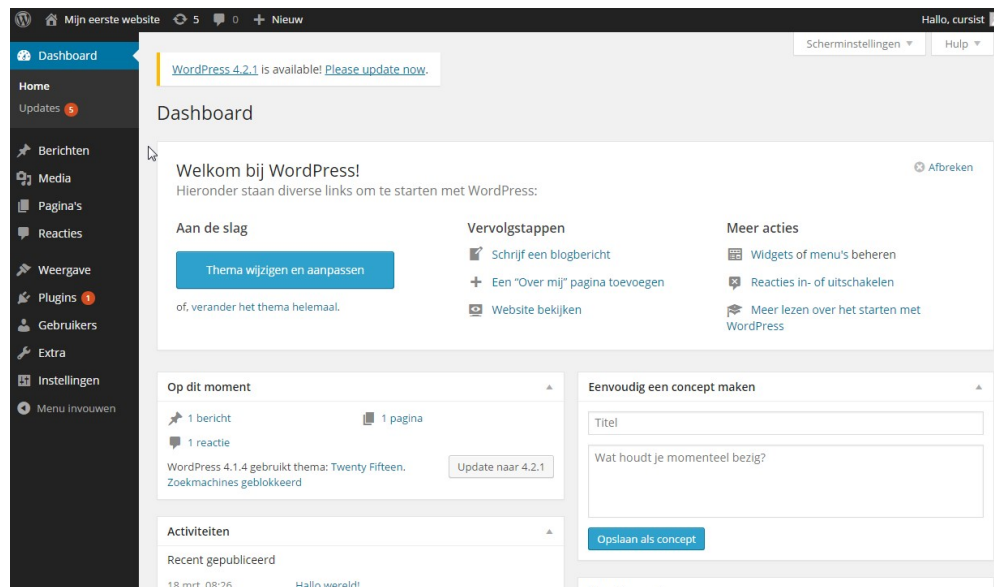 Mijn eerste website 5 0 + Nieuw Hallo, cursist
Dashboard
Home
Updates 5
Berichten
Media
Pagina's
Reacties
Weergave
Plugins 1
Gebruikers
Extra
Instellingen
Menu invouwen
Scherminstellingen Hulp
WordPress 4.2.1 is available! Please update now.
Dashboard
Welkom bij WordPress!
Afbreken
Hieronder staan diverse links om te starten met WordPress:
Aan de slag
Thema wijzigen en aanpassen
of, verander het thema helemaal.
Vervolgstappen
Schrijf een blogbericht
Een “Over mij” pagina toevoegen
Website bekijken
Meer acties
Widgets of menu's beheren
Reacties in- of uitschakelen
Meer lezen over het starten met
WordPress
Op dit moment
1 bericht 1 pagina
1 reactie
WordPress 4.1.4 gebruikt thema: Twenty Fifteen.
Update naar 4.2.1
Zoekmachines geblokkeerd
Activiteiten
Recent gepubliceerd
18 mrt, 08:26 Hallo wereld!
Eenvoudig een concept maken
Titel
Wat houdt je momenteel bezig?
Opslaan als concept